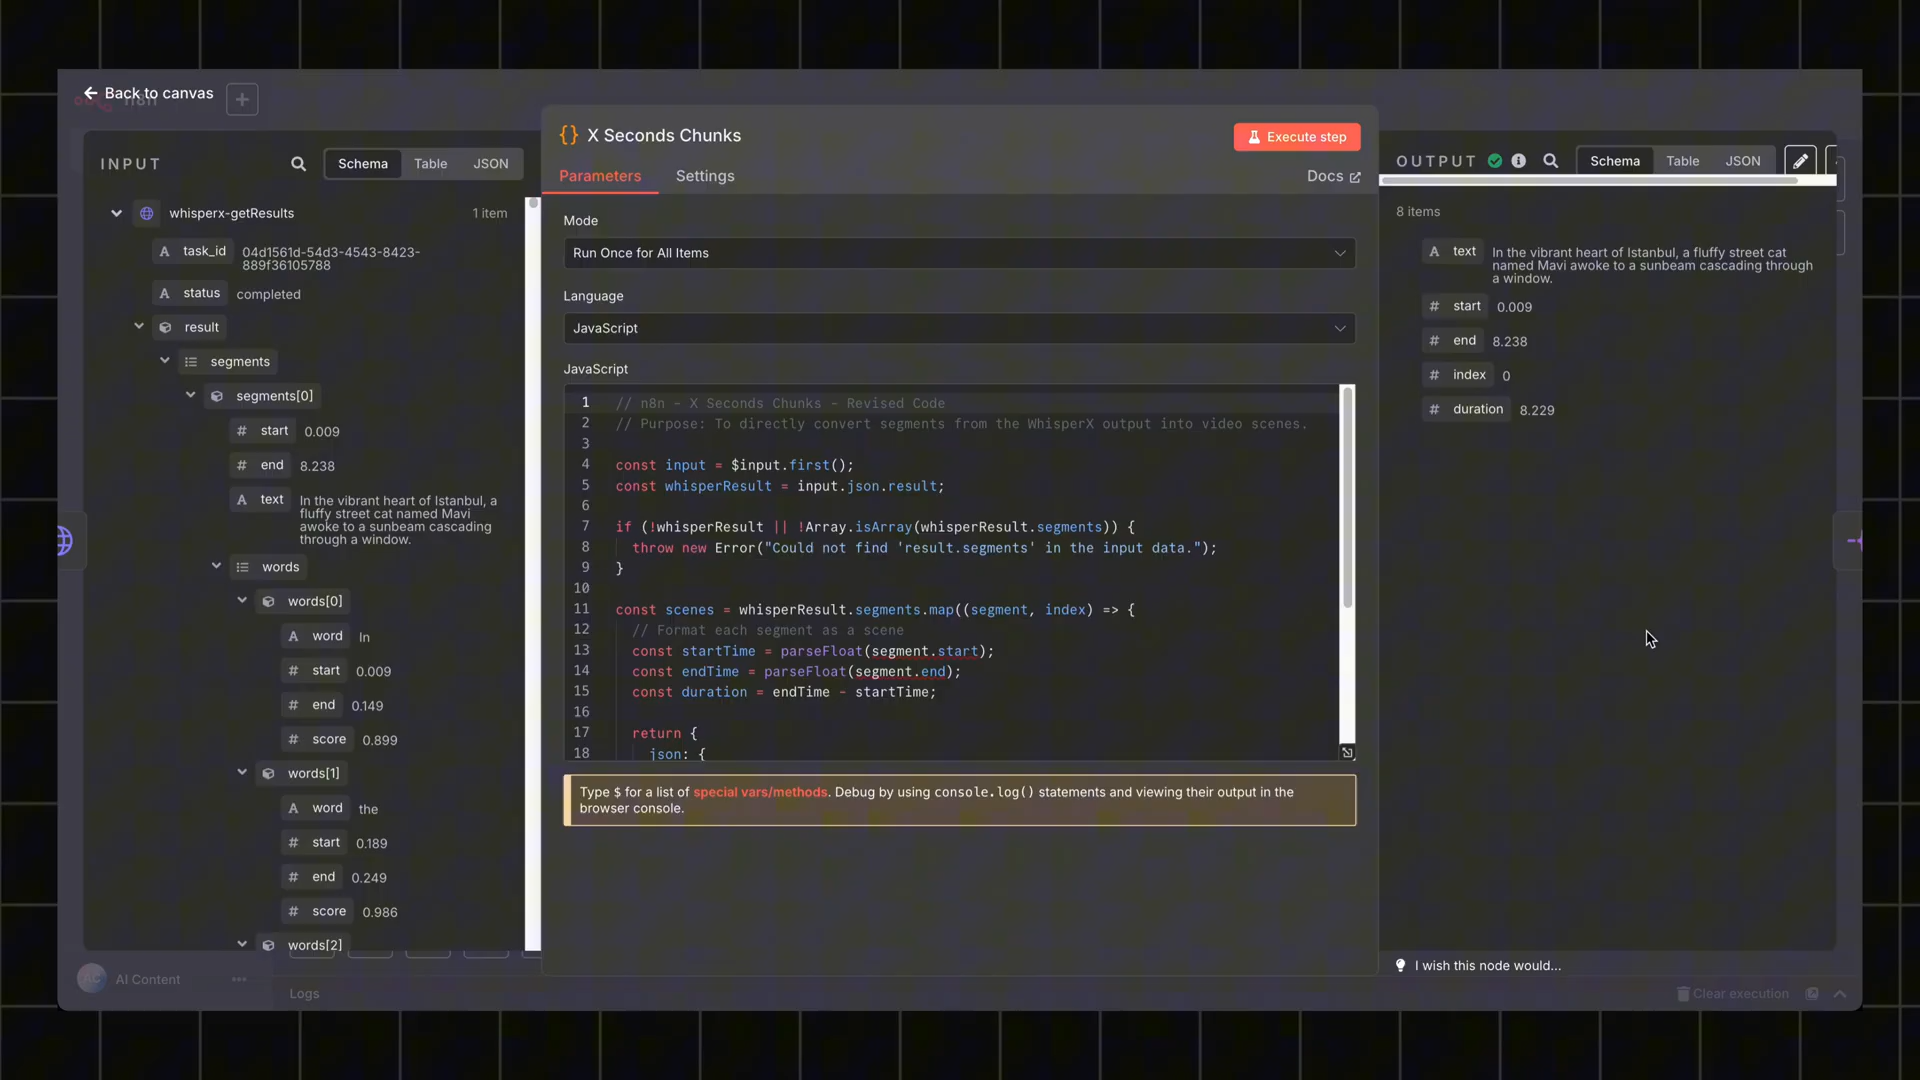 Back to canvas
n8n
INPUT
Schema
Table
JSON
whisperx-getResults
1 item
task_id
04d1561d-54d3-4543-8423-
889f36105788
status
completed
result
segments
segments[0]
start
0.009
end
8.238
text
In the vibrant heart of Istanbul, a
fluffy street cat named Mavi
awoke to a sunbeam cascading
through a window.
words
words[0]
word
In
start
0.009
end
0.149
score
0.899
words[1]
word
the
start
0.189
end
0.249
score
0.986
words[2]
X Seconds Chunks
Execute step
Parameters
Settings
Docs
Mode
Run Once for All Items
Language
JavaScript
JavaScript
1 // n8n - X Seconds Chunks - Revised Code
2 // Purpose: To directly convert segments from the WhisperX output into video scenes.
3
4 const input = $input.first();
5 const whisperResult = input.json.result;
6
7 if (!whisperResult || !Array.isArray(whisperResult.segments)) {
8 throw new Error("Could not find 'result.segments' in the input data.");
9 }
10
11 const scenes = whisperResult.segments.map((segment, index) => {
12 // Format each segment as a scene
13 const startTime = parseFloat(segment.start);
14 const endTime = parseFloat(segment.end);
15 const duration = endTime - startTime;
16
17 return {
18 json: {
Type $ for a list of special vars/methods. Debug by using console.log() statements and viewing their output in the
browser console.
OUTPUT
Schema
Table
JSON
8 items
text
In the vibrant heart of Istanbul, a fluffy street cat
named Mavi awoke to a sunbeam cascading through
a window.
start
0.009
end
8.238
index
0
duration
8.229
I wish this node would...
AC
AI Content
Logs
Clear execution